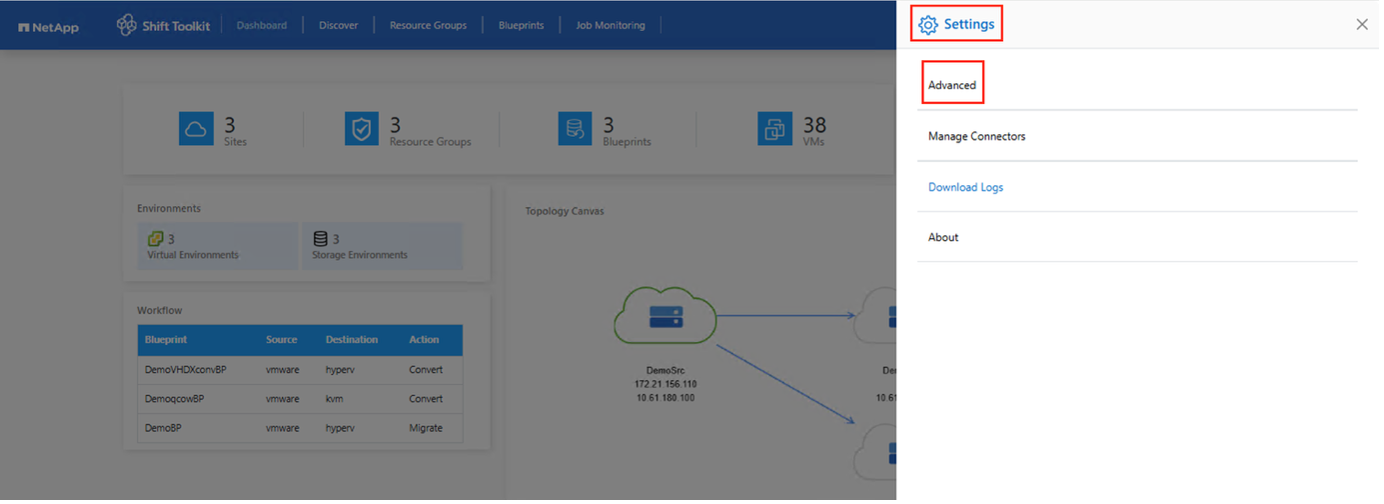 NetApp Shift Toolkit Dashboard Discover Resource Groups Blueprints Job Monitoring
Settings
Advanced
Manage Connectors
Download Logs
About
3
Sites
3
Resource Groups
3
Blueprints
38
VMs
Environments
3
Virtual Environments
3
Storage Environments
Workflow
Blueprint Source Destination Action
DemoVHDXconvBP vmware hyperv Convert
DemoqcowBP vmware kvm Convert
DemoBP vmware hyperv Migrate
Topology Canvas
DemoSrc
172.21.156.110
10.61.180.100
De
10.61